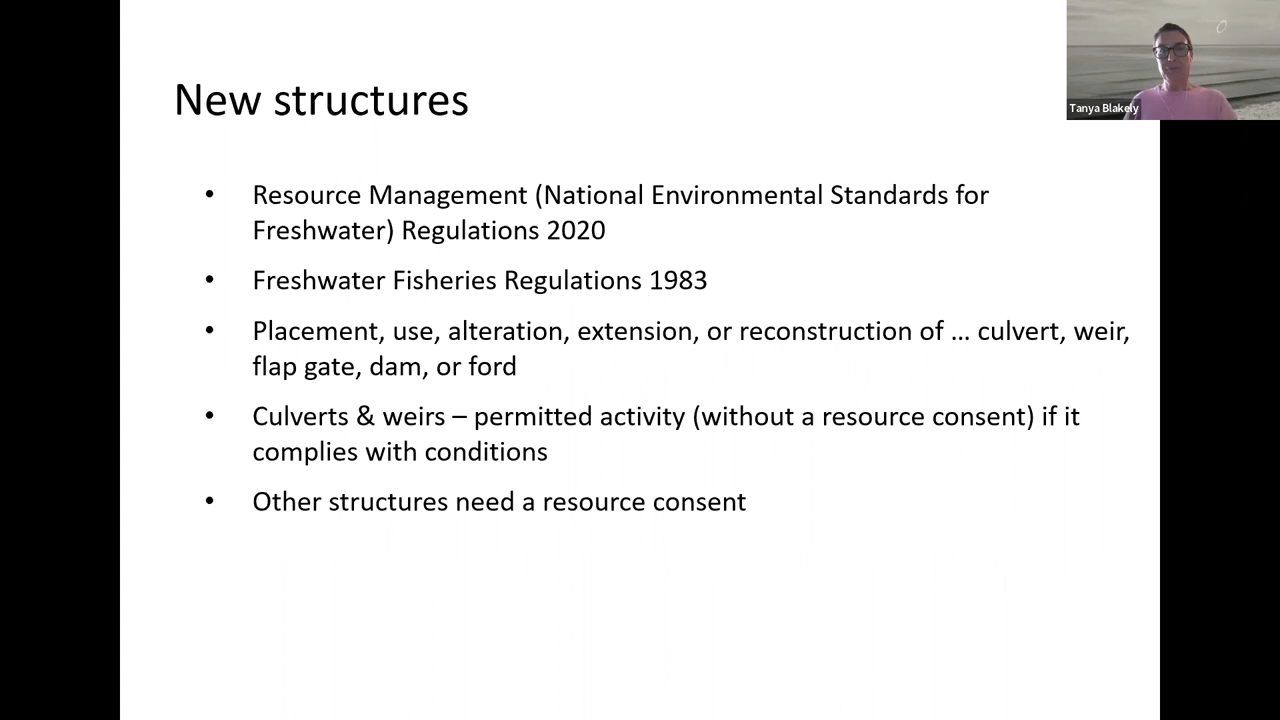 New structures
Tanya Blakely
• Resource Management (National Environmental Standards for
Freshwater) Regulations 2020
• Freshwater Fisheries Regulations 1983
• Placement, use, alteration, extension, or reconstruction of ... culvert, weir,
flap gate, dam, or ford
• Culverts & weirs – permitted activity (without a resource consent) if it
complies with conditions
• Other structures need a resource consent